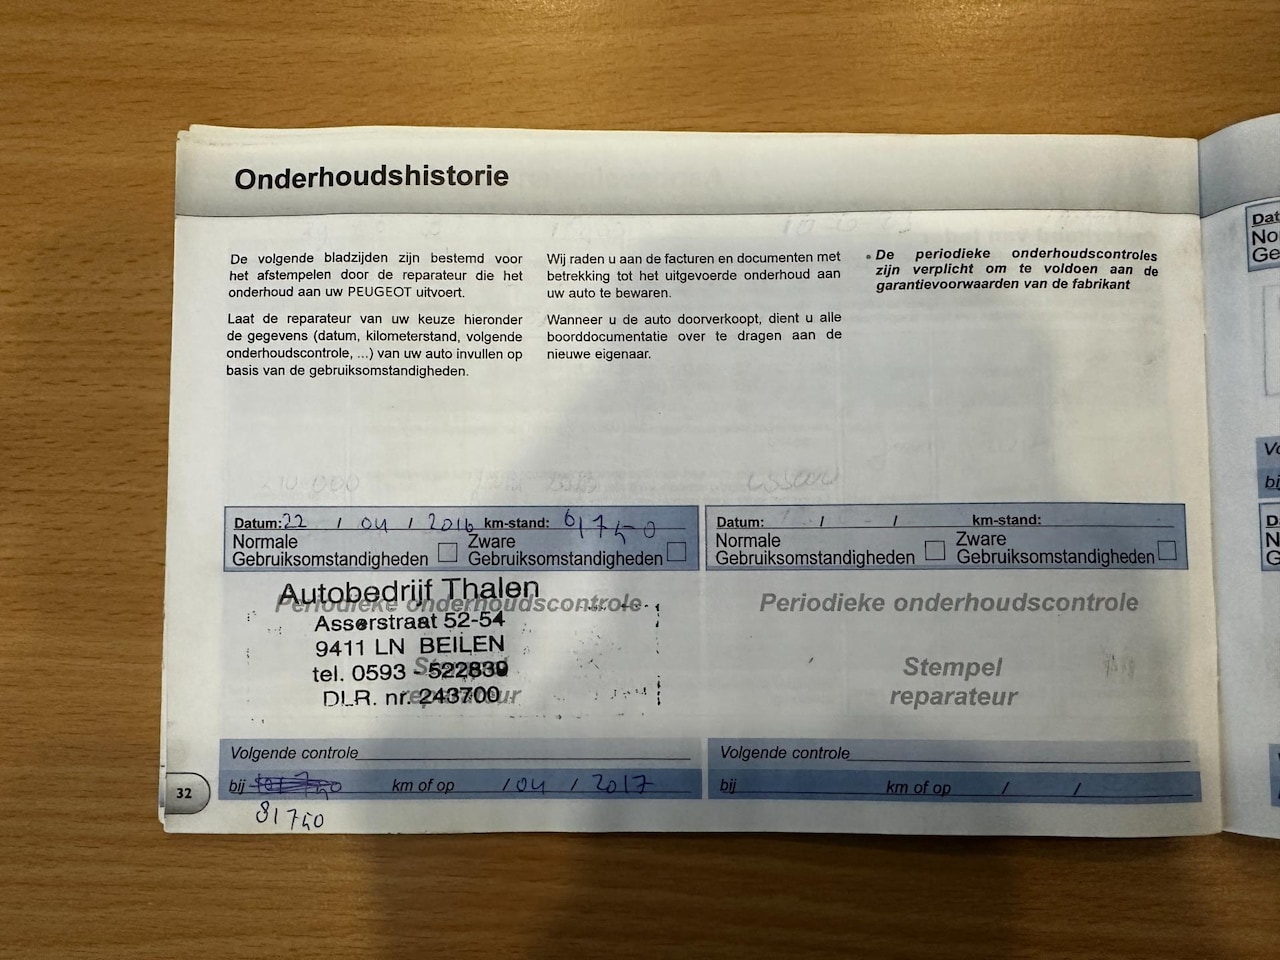 Onderhoudshistorie
De volgende bladzijden zijn bestemd voor
het afstempelen door de reparateur die het
onderhoud aan uw PEUGEOT uitvoert.
Laat de reparateur van uw keuze hieronder
de gegevens (datum, kilometerstand, volgende
onderhoudscontrole, ...) van uw auto invullen op
basis van de gebruiksomstandigheden.
Wij raden u aan de facturen en documenten met
betrekking tot het uitgevoerde onderhoud aan
uw auto te bewaren.
Wanneer u de auto doorverkoopt, dient u alle
boorddocumentatie over te dragen aan de
nieuwe eigenaar.
• De periodieke onderhoudscontroles
zijn verplicht om te voldoen aan de
garantievoorwaarden van de fabrikant
Datum: 22 / 04 / 2016 km-stand: 61750
Normale
Gebruiksomstandigheden
Zware
Gebruiksomstandigheden
Autobedrijf Thalen
Periodieke onderhoudscontrole
Asserstraat 52-54
9411 LN BEILEN
Stempel
tel. 0593 - 522839
reparateur
DLR. nr. 243700
Volgende controle
bij km of op / 04 / 2017
81750
Datum: / / km-stand:
Normale
Gebruiksomstandigheden
Zware
Gebruiksomstandigheden
Periodieke onderhoudscontrole
Stempel
reparateur
Volgende controle
bij km of op / /
32